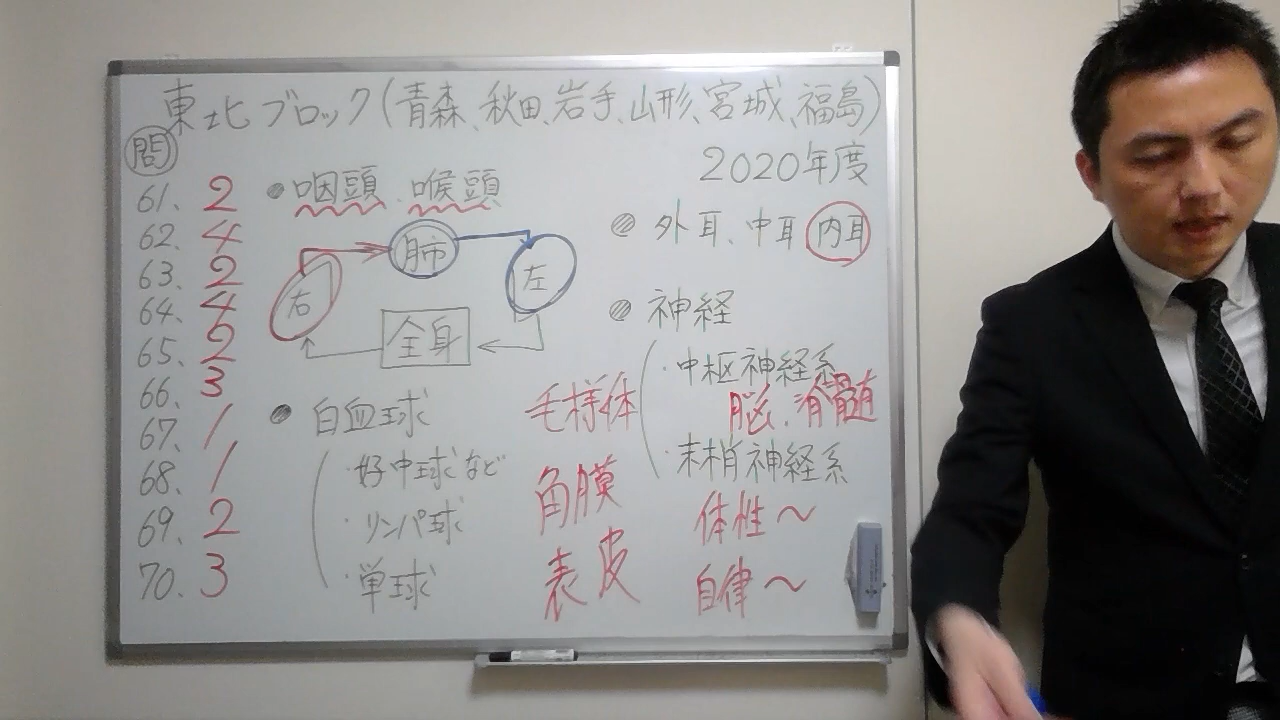 東北ブロック(青森、秋田、岩手、山形、宮城、福島)
2020年度
問
61. 2
62. 4
63. 2
64. 4
65. 2
66. 3
67. 1
68. 1
69. 2
70. 3
咽頭、喉頭
肺
右
左
全身
白血球
・好中球など
・リンパ球
・単球
毛様体
角膜
表皮
外耳、中耳 内耳
神経
・中枢神経系
脳、脊髄
・末梢神経系
体性〜
自律〜